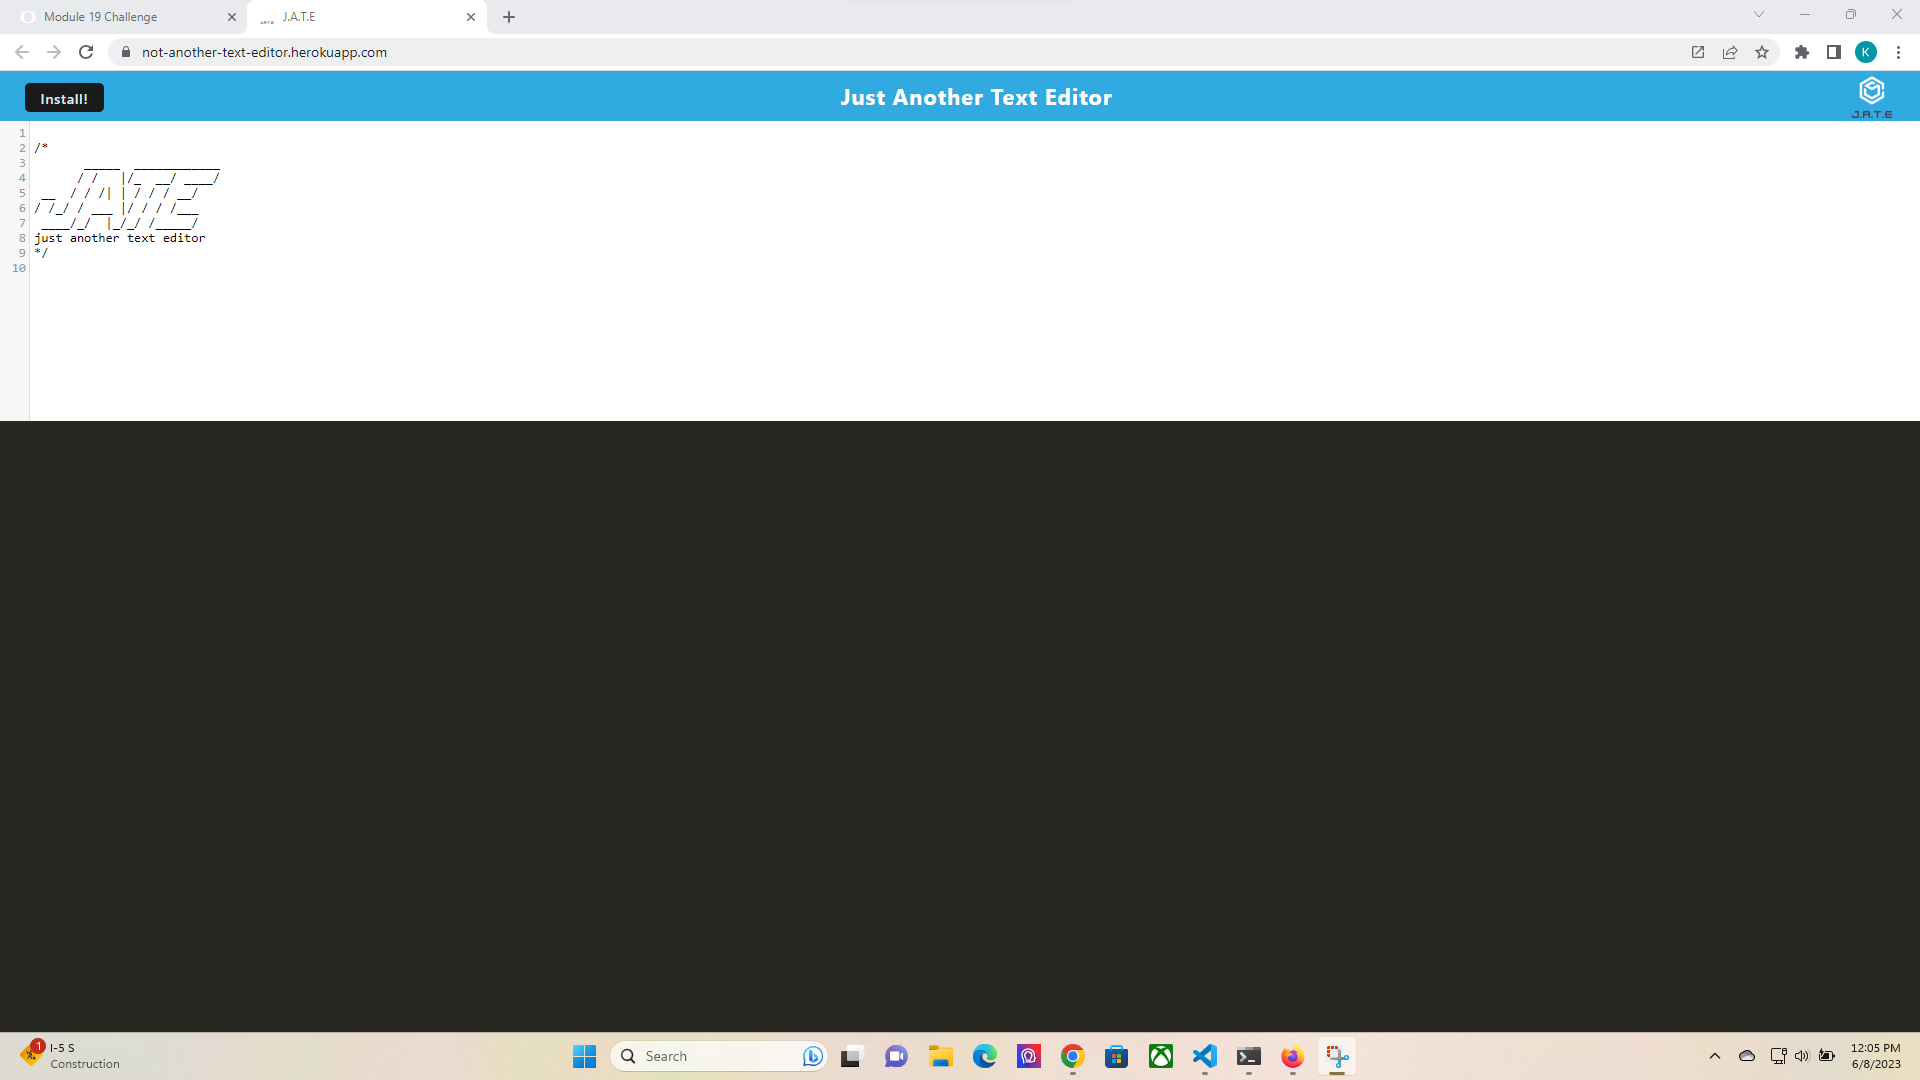 Module 19 Challenge
J.A.T.E
not-another-text-editor.herokuapp.com
K
Install!
Just Another Text Editor
J.A.T.E
1
2 /*
3         _____  ____________
4       / /   |/_  __/ ____/
5  __  / / /| | / / / __/
6 / /_/ / ___ |/ / / /___
7  ____/_/  |_/_/ /_____/
8 just another text editor
9 */
10
1
I-5 S
Construction
Search
12:05 PM
6/8/2023